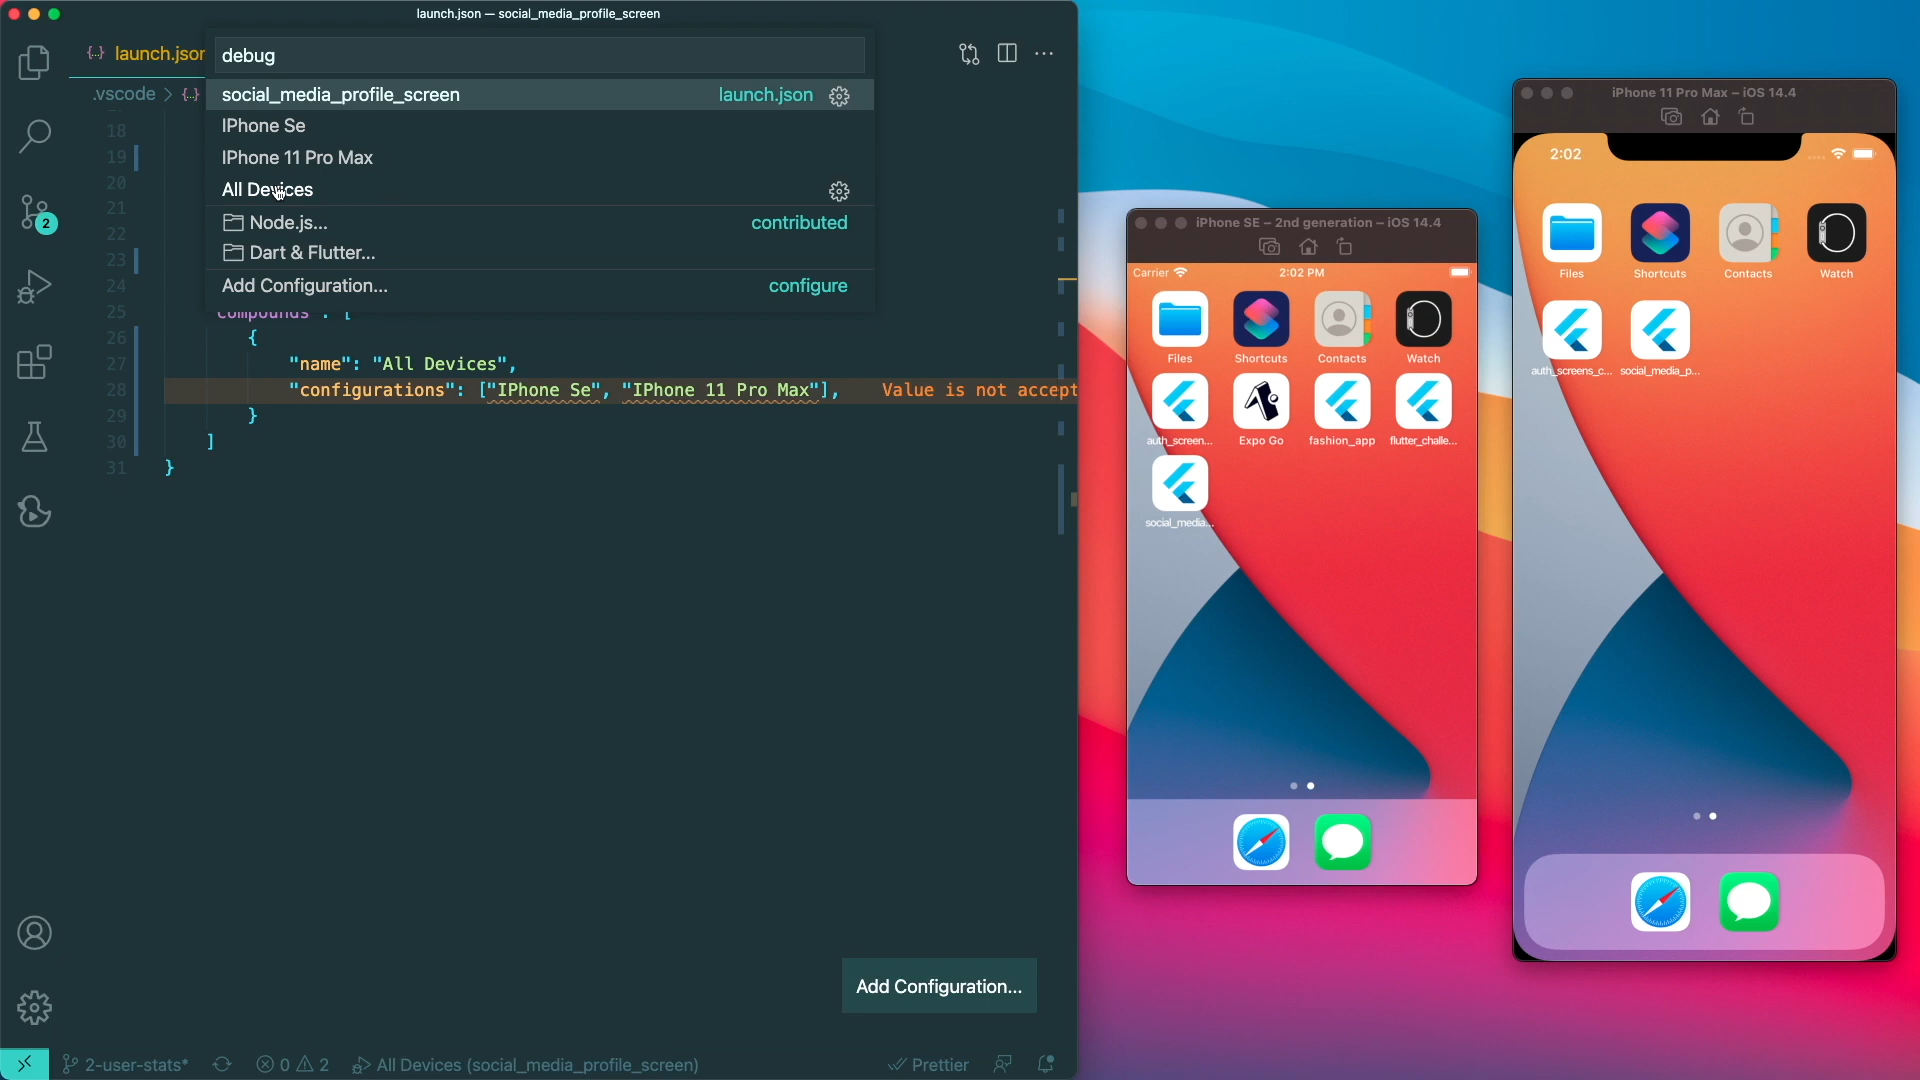 launch.json — social_media_profile_screen
launch.json
debug
.vscode > {..}
social_media_profile_screen launch.json
IPhone Se
IPhone 11 Pro Max
All Devices
Node.js... contributed
Dart & Flutter...
Add Configuration... configure
18
19
20
21
22
23
24
25 "compounds": [
26 {
27 "name": "All Devices",
28 "configurations": ["IPhone Se", "IPhone 11 Pro Max"], Value is not accept
29 }
30 ]
31 }
2
Add Configuration...
2-user-stats* 0 2 All Devices (social_media_profile_screen) Prettier
iPhone SE – 2nd generation – iOS 14.4
Carrier 2:02 PM
Files Shortcuts Contacts Watch
auth_screen... Expo Go fashion_app flutter_challe...
social_media...
iPhone 11 Pro Max – iOS 14.4
2:02
Files Shortcuts Contacts Watch
auth_screens_c... social_media_p...